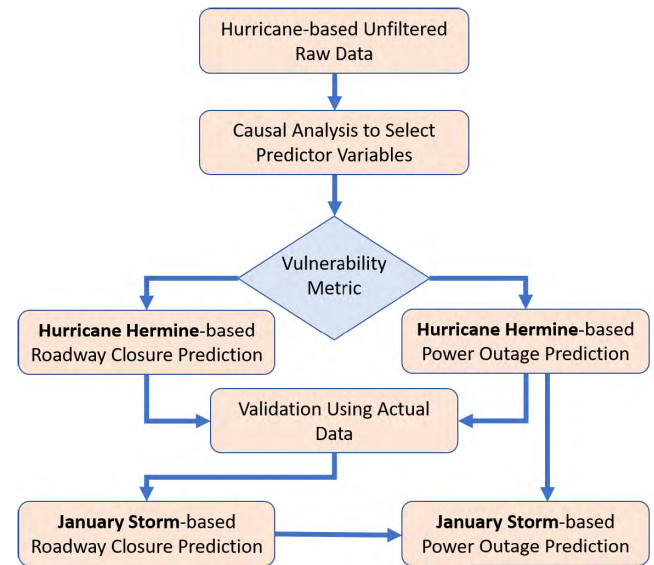 Hurricane-based Unfiltered
Raw Data
Causal Analysis to Select
Predictor Variables
Vulnerability
Metric
Hurricane Hermine-based
Roadway Closure Prediction
Hurricane Hermine-based
Power Outage Prediction
Validation Using Actual
Data
January Storm-based
Roadway Closure Prediction
January Storm-based
Power Outage Prediction